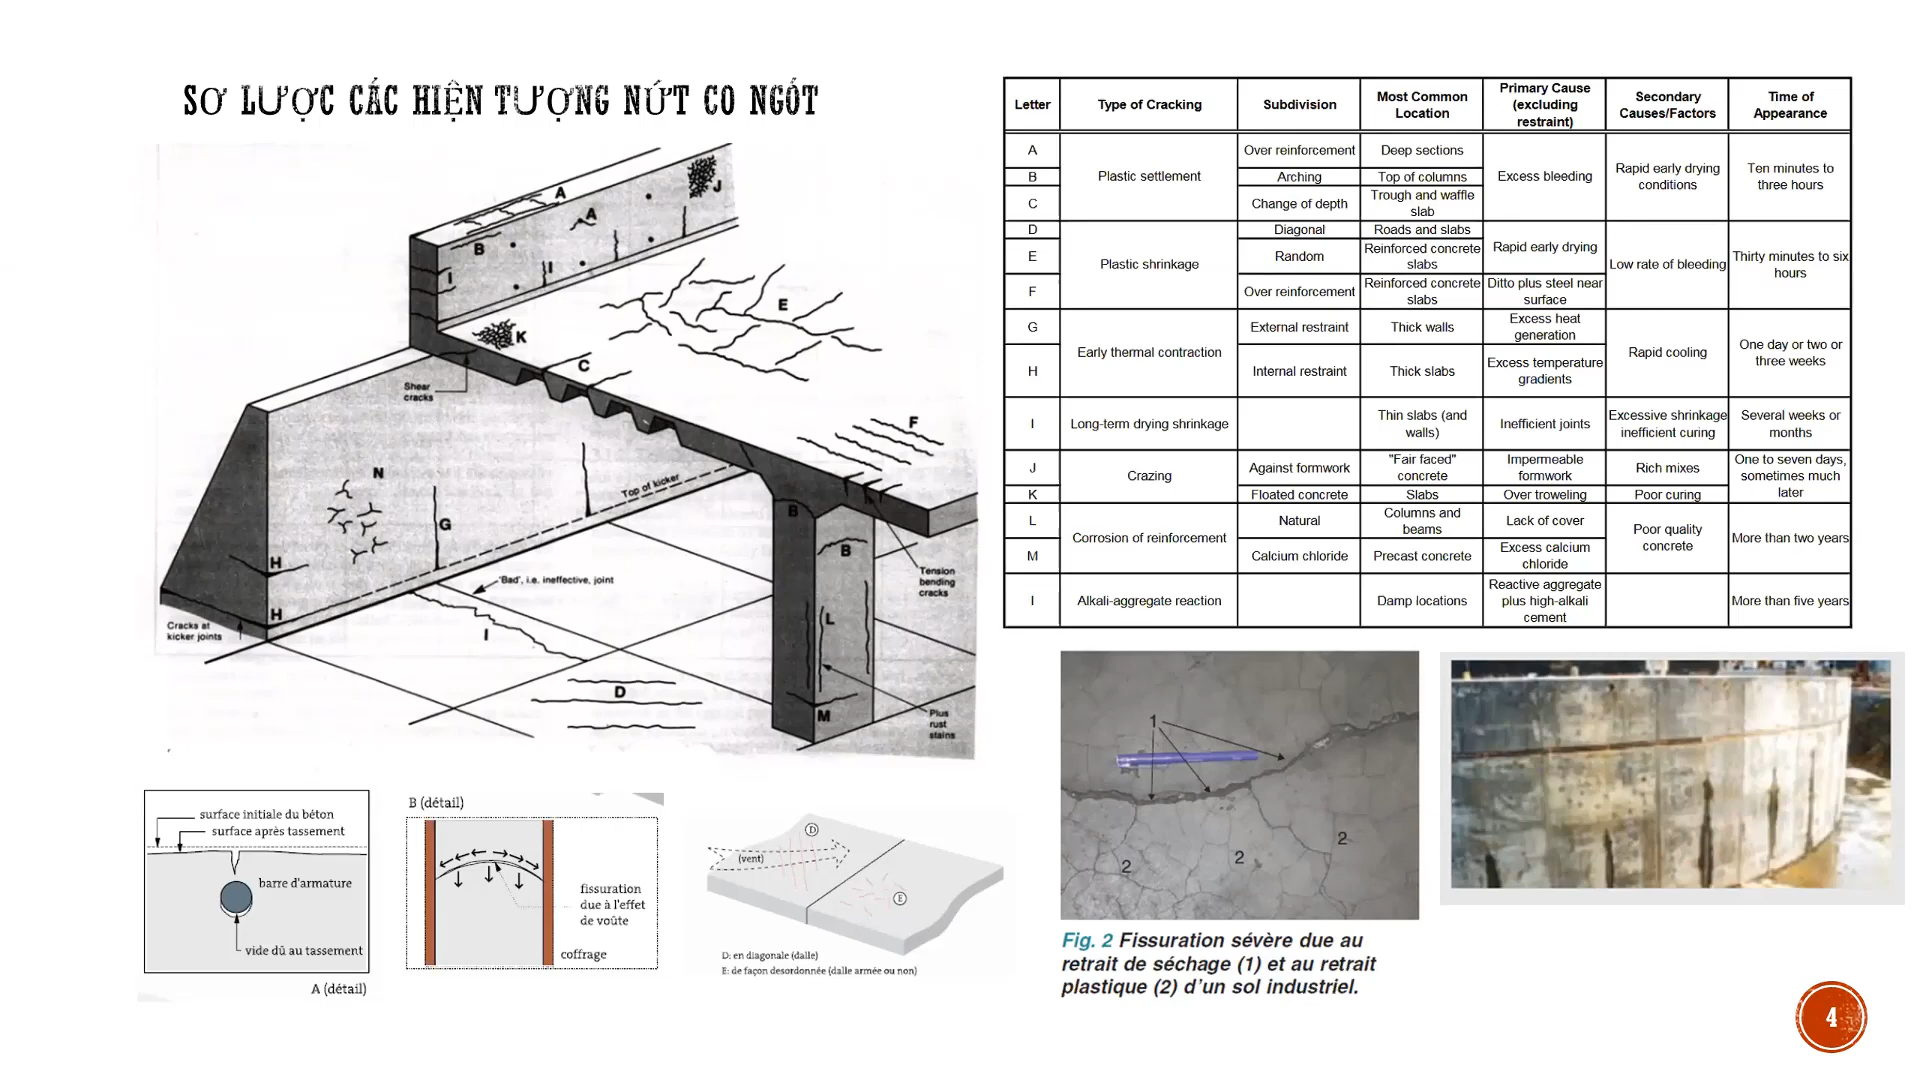 SƠ LƯỢC CÁC HIỆN TƯỢNG NỨT CO NGÓT
A
J
A
B
I
I
E
K
C
Shear
cracks
F
N
Top of kicker
G
B
B
H
'Bad', i.e. ineffective, joint
Tension
bending
cracks
H
Cracks at
kicker joints
L
I
D
M
Plus
rust
stains
surface initiale du béton
surface après tassement
barre d'armature
vide dû au tassement
A (détail)
B (détail)
fissuration
due à l'effet
de voûte
coffrage
D
(vent)
E
D: en diagonale (dalle)
E: de façon desordonnée (dalle armée ou non)
Letter Type of Cracking Subdivision Most Common Location Primary Cause (excluding restraint) Secondary Causes/Factors Time of Appearance
A Plastic settlement Over reinforcement Deep sections Excess bleeding Rapid early drying conditions Ten minutes to three hours
B Arching Top of columns
C Change of depth Trough and waffle slab
D Plastic shrinkage Diagonal Roads and slabs Rapid early drying Low rate of bleeding Thirty minutes to six hours
E Random Reinforced concrete slabs
F Over reinforcement Reinforced concrete slabs Ditto plus steel near surface
G Early thermal contraction External restraint Thick walls Excess heat generation Rapid cooling One day or two or three weeks
H Internal restraint Thick slabs Excess temperature gradients
I Long-term drying shrinkage Thin slabs (and walls) Inefficient joints Excessive shrinkage inefficient curing Several weeks or months
J Crazing Against formwork "Fair faced" concrete Impermeable formwork Rich mixes One to seven days, sometimes much later
K Floated concrete Slabs Over troweling Poor curing
L Corrosion of reinforcement Natural Columns and beams Lack of cover Poor quality concrete More than two years
M Calcium chloride Precast concrete Excess calcium chloride
I Alkali-aggregate reaction Damp locations Reactive aggregate plus high-alkali cement More than five years
1
2
2
2
Fig. 2 Fissuration sévère due au
retrait de séchage (1) et au retrait
plastique (2) d'un sol industriel.
4